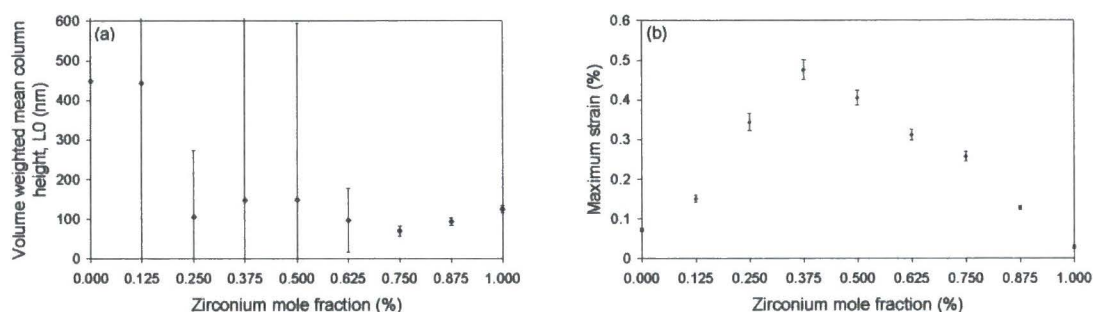 (a)
Volume weighted mean column
height, L0 (nm)
600
500
400
300
200
100
0
0.000 0.125 0.250 0.375 0.500 0.625 0.750 0.875 1.000
Zirconium mole fraction (%)
(b)
Maximum strain (%)
0.6
0.5
0.4
0.3
0.2
0.1
0
0.000 0.125 0.250 0.375 0.500 0.625 0.750 0.875 1.000
Zirconium mole fraction (%)